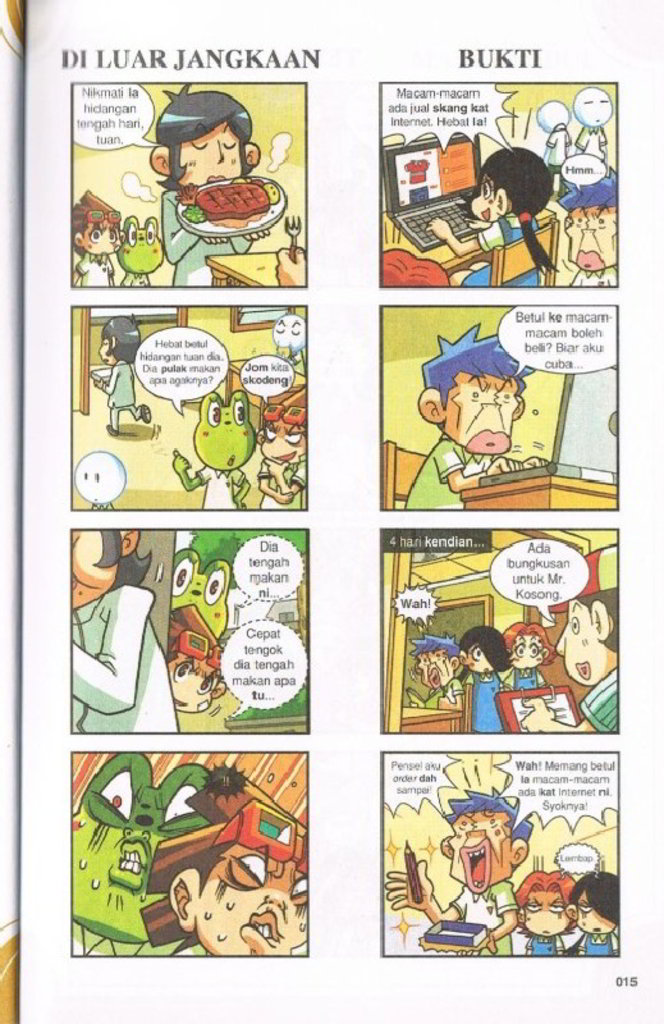 DI LUAR JANGKAAN
Nikmati la
hidangan
tengah hari,
tuan.
Hebat betul
hidangan tuan dia.
Dia pulak makan
apa agaknya?
Jom kita
skodeng!
Dia
tengah
makan
ni...
Cepat
tengok
dia tengah
makan apa
tu...
!!
BUKTI
Macam-macam
ada jual skang kat
Internet. Hebat la!
Hmm...
Betul ke macam-
macam boleh
beli? Biar aku
cuba...
4 hari kendian...
Wah!
Ada
bungkusan
untuk Mr.
Kosong.
Pensel aku
order dah
sampai!
Wah! Memang betul
la macam-macam
ada kat Internet ni.
Syoknya!
Lembap.
015